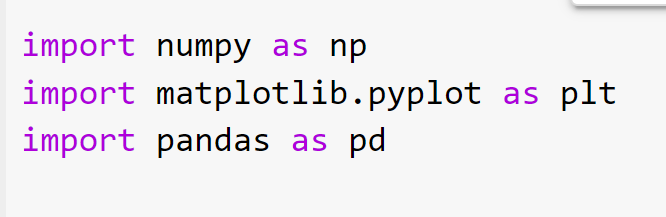 import numpy as np
import matplotlib.pyplot as plt
import pandas as pd